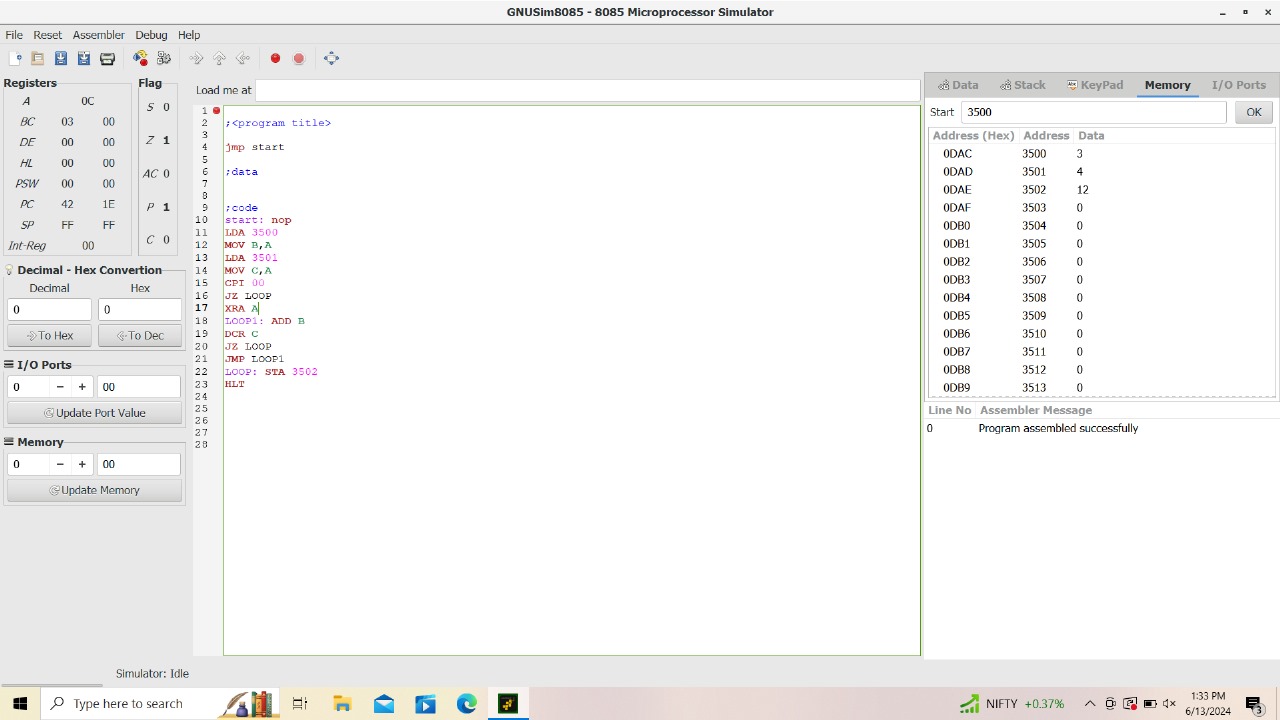 GNUSim8085 - 8085 Microprocessor Simulator
File Reset Assembler Debug Help
Registers
A 0C
BC 03 00
DE 00 00
HL 00 00
PSW 00 00
PC 42 1E
SP FF FF
Int-Reg 00
Flag
S 0
Z 1
AC 0
P 1
C 0
Decimal - Hex Convertion
Decimal Hex
0 0
To Hex To Dec
I/O Ports
0 - + 00
Update Port Value
Memory
0 - + 00
Update Memory
Load me at
1
2 ;<program title>
3
4 jmp start
5
6 ;data
7
8
9 ;code
10 start: nop
11 LDA 3500
12 MOV B,A
13 LDA 3501
14 MOV C,A
15 CPI 00
16 JZ LOOP
17 XRA A
18 LOOP1: ADD B
19 DCR C
20 JZ LOOP
21 JMP LOOP1
22 LOOP: STA 3502
23 HLT
24
25
26
27
28
Data Stack KeyPad Memory I/O Ports
Start 3500 OK
Address (Hex) Address Data
0DAC 3500 3
0DAD 3501 4
0DAE 3502 12
0DAF 3503 0
0DB0 3504 0
0DB1 3505 0
0DB2 3506 0
0DB3 3507 0
0DB4 3508 0
0DB5 3509 0
0DB6 3510 0
0DB7 3511 0
0DB8 3512 0
0DB9 3513 0
Line No Assembler Message
0 Program assembled successfully
Simulator: Idle
Type here to search
NIFTY +0.37%
1:33 PM
6/13/2024
3